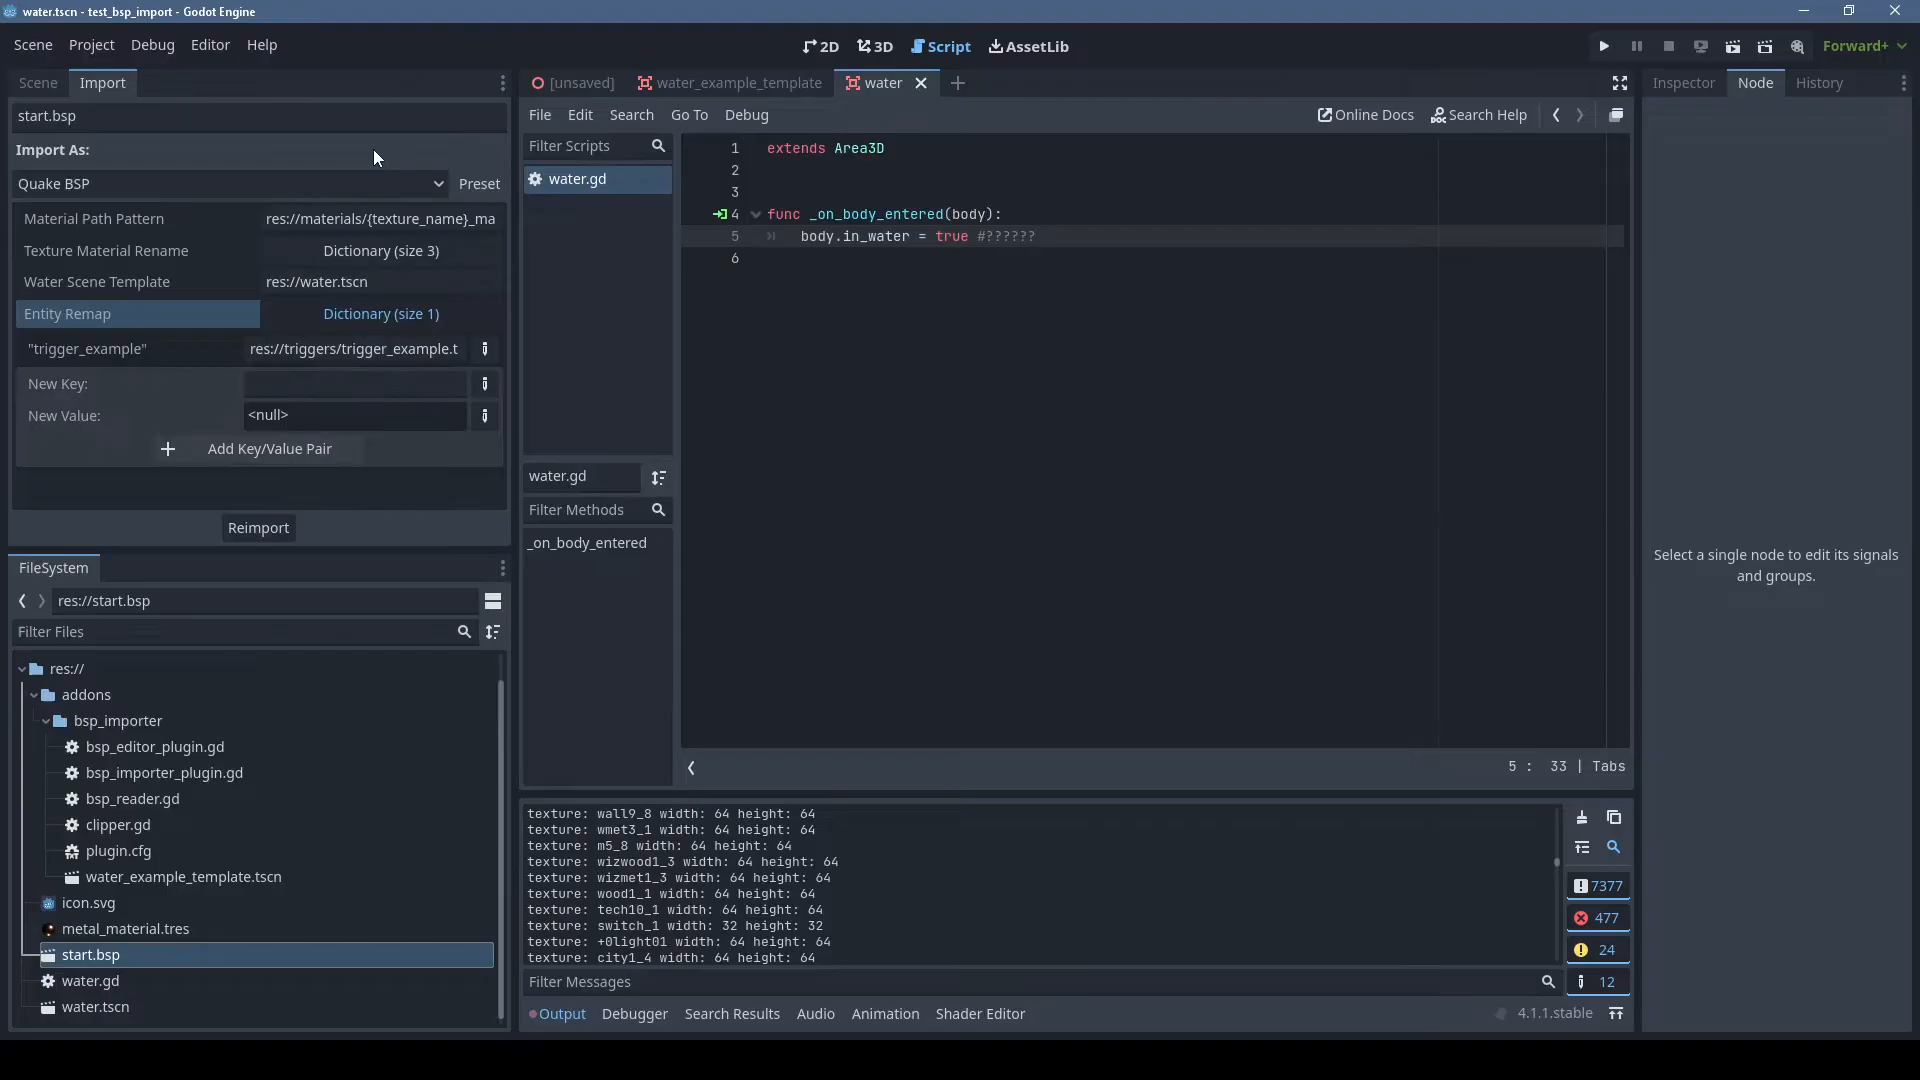 water.tscn - test_bsp_import - Godot Engine
Scene Project Debug Editor Help
2D 3D Script AssetLib
Forward+
Scene Import
start.bsp
Import As:
Quake BSP Preset
Material Path Pattern res://materials/{texture_name}_ma
Texture Material Rename Dictionary (size 3)
Water Scene Template res://water.tscn
Entity Remap Dictionary (size 1)
"trigger_example" res://triggers/trigger_example.t
New Key:
New Value: <null>
Add Key/Value Pair
Reimport
FileSystem
res://start.bsp
Filter Files
res://
addons
bsp_importer
bsp_editor_plugin.gd
bsp_importer_plugin.gd
bsp_reader.gd
clipper.gd
plugin.cfg
water_example_template.tscn
icon.svg
metal_material.tres
start.bsp
water.gd
water.tscn
[unsaved] water_example_template water
File Edit Search Go To Debug Online Docs Search Help
Filter Scripts
water.gd
water.gd
Filter Methods
_on_body_entered
1 extends Area3D
2
3
4 func _on_body_entered(body):
5 body.in_water = true #??????
6
5 : 33 | Tabs
texture: wall9_8 width: 64 height: 64
texture: wmet3_1 width: 64 height: 64
texture: m5_8 width: 64 height: 64
texture: wizwood1_3 width: 64 height: 64
texture: wizmet1_3 width: 64 height: 64
texture: wood1_1 width: 64 height: 64
texture: tech10_1 width: 64 height: 64
texture: switch_1 width: 32 height: 32
texture: +0light01 width: 64 height: 64
texture: city1_4 width: 64 height: 64
7377
477
24
12
Filter Messages
Output Debugger Search Results Audio Animation Shader Editor 4.1.1.stable
Inspector Node History
Select a single node to edit its signals
and groups.